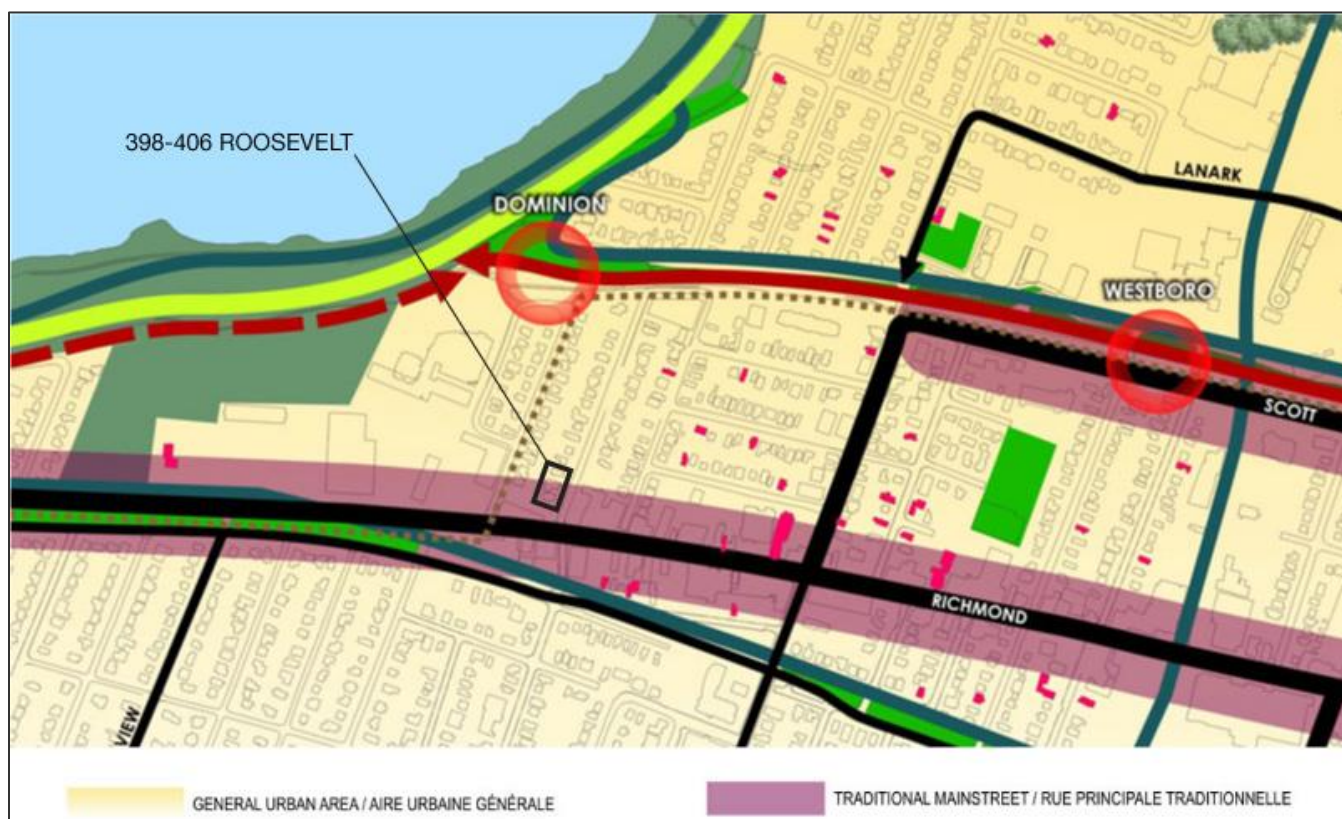 398-406 ROOSEVELT
LANARK
DOMINION
WESTBORO
SCOTT
RICHMOND
VIEW
GENERAL URBAN AREA / AIRE URBAINE GÉNÉRALE
TRADITIONAL MAINSTREET / RUE PRINCIPALE TRADITIONNELLE